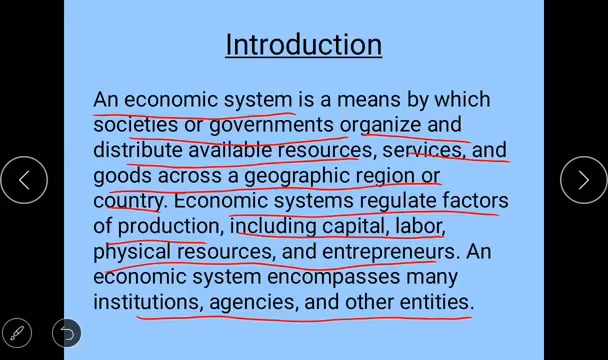 Introduction
An economic system is a means by which
societies or governments organize and
distribute available resources, services, and
goods across a geographic region or
country. Economic systems regulate factors
of production, including capital, labor,
physical resources, and entrepreneurs. An
economic system encompasses many
institutions, agencies, and other entities.